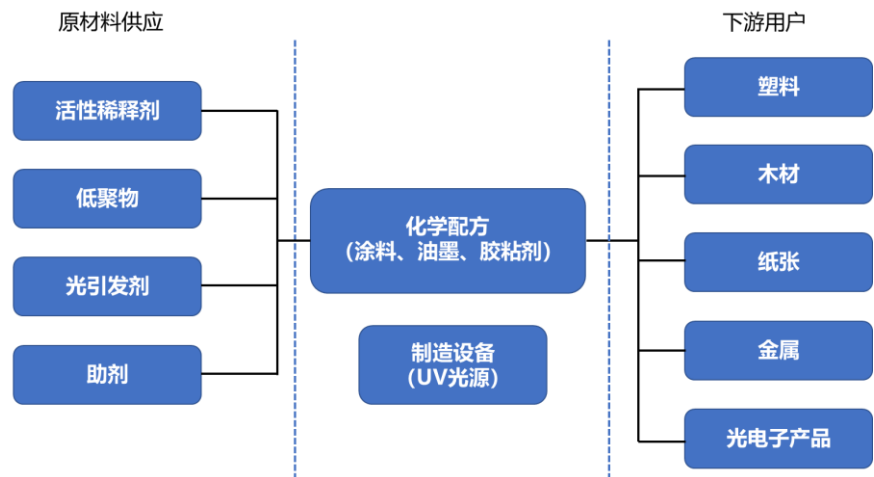 原材料供应
下游用户
活性稀释剂
低聚物
光引发剂
助剂
化学配方
（涂料、油墨、胶粘剂）
制造设备
（UV光源）
塑料
木材
纸张
金属
光电子产品